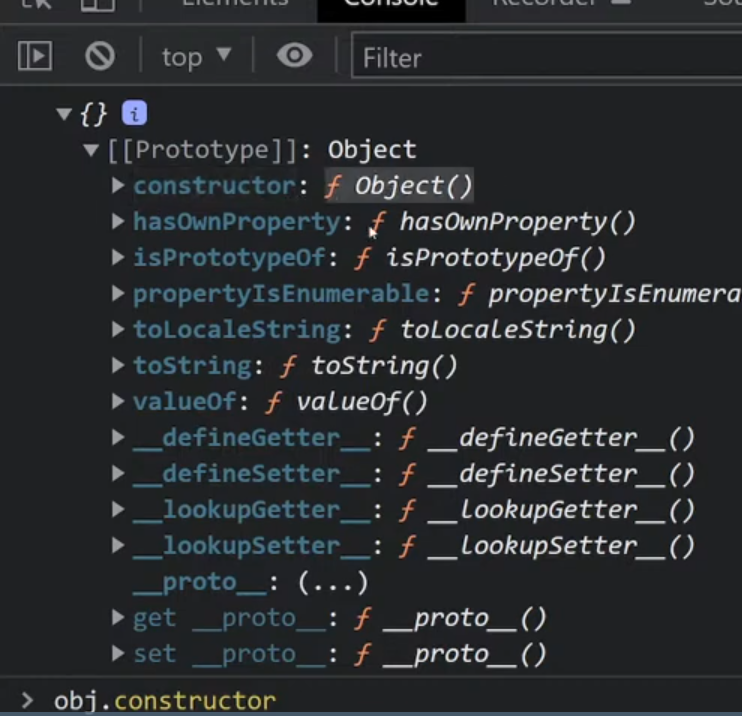 Elements Console Recorder
top Filter
{} i
[[Prototype]]: Object
constructor: ƒ Object()
hasOwnProperty: ƒ hasOwnProperty()
isPrototypeOf: ƒ isPrototypeOf()
propertyIsEnumerable: ƒ propertyIsEnumera
toLocaleString: ƒ toLocaleString()
toString: ƒ toString()
valueOf: ƒ valueOf()
__defineGetter__: ƒ __defineGetter__()
__defineSetter__: ƒ __defineSetter__()
__lookupGetter__: ƒ __lookupGetter__()
__lookupSetter__: ƒ __lookupSetter__()
__proto__: (...)
get __proto__: ƒ __proto__()
set __proto__: ƒ __proto__()
> obj.constructor